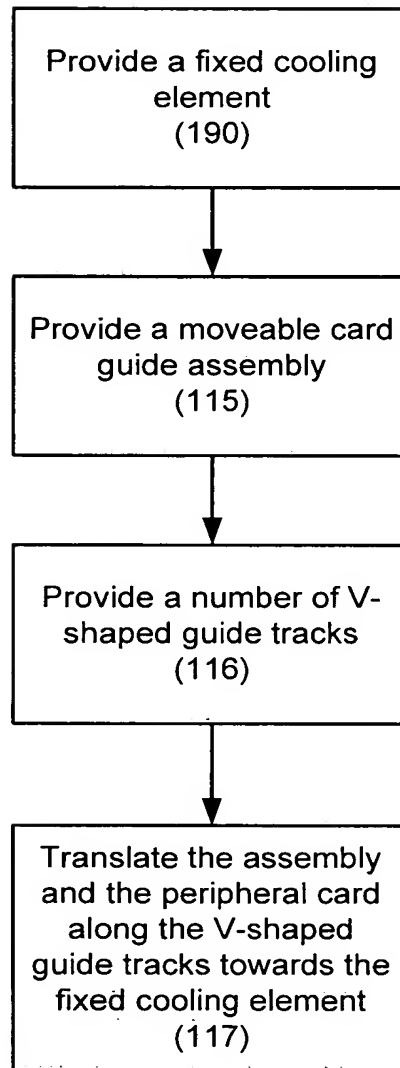 Provide a fixed cooling
element
(190)
Provide a moveable card
guide assembly
(115)
Provide a number of V-
shaped guide tracks
(116)
Translate the assembly
and the peripheral card
along the V-shaped
guide tracks towards the
fixed cooling element
(117)